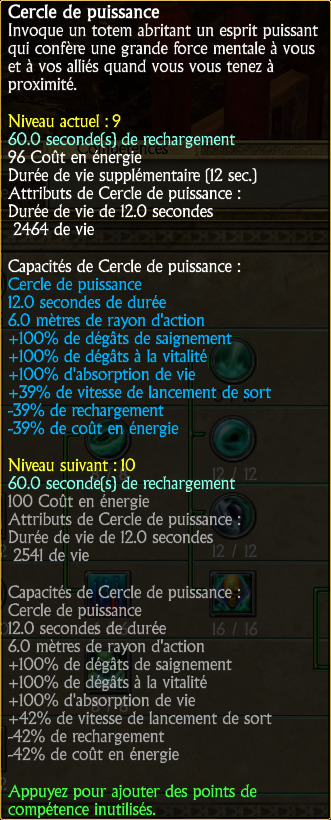 Cercle de puissance
Invoque un totem abritant un esprit puissant
qui confère une grande force mentale à vous
et à vos alliés quand vous vous tenez à
proximité.
Niveau actuel : 9
60.0 seconde(s) de rechargement
96 Coût en énergie
Durée de vie supplémentaire (12 sec.)
Attributs de Cercle de puissance :
Durée de vie de 12.0 secondes
2464 de vie
Capacités de Cercle de puissance :
Cercle de puissance
12.0 secondes de durée
6.0 mètres de rayon d'action
+100% de dégâts de saignement
+100% de dégâts à la vitalité
+100% d'absorption de vie
+39% de vitesse de lancement de sort
-39% de rechargement
-39% de coût en énergie
Niveau suivant : 10
60.0 seconde(s) de rechargement
100 Coût en énergie
Attributs de Cercle de puissance :
Durée de vie de 12.0 secondes
2541 de vie
Capacités de Cercle de puissance :
Cercle de puissance
12.0 secondes de durée
6.0 mètres de rayon d'action
+100% de dégâts de saignement
+100% de dégâts à la vitalité
+100% d'absorption de vie
+42% de vitesse de lancement de sort
-42% de rechargement
-42% de coût en énergie
Appuyez pour ajouter des points de
compétence inutilisés.
12 / 12
12 / 12
16 / 16